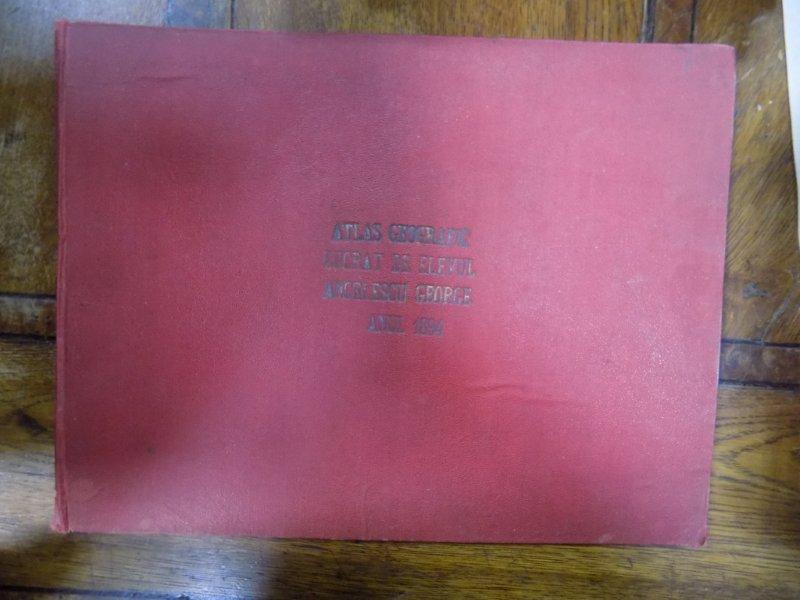 ATLAS GEOGRAFIC
LUCRAT DE ELEVUL
ANGELESCU GEORGE
ANUL 1894